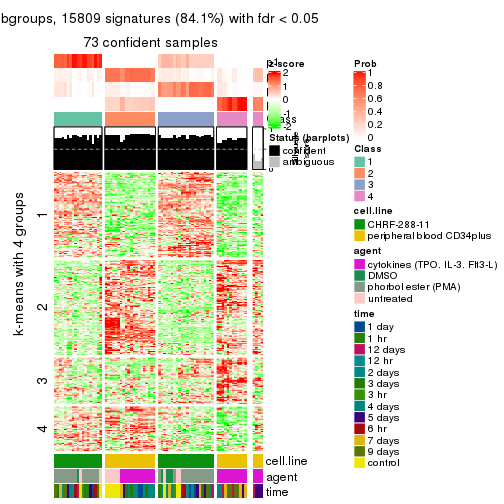 bgroups, 15809 signatures (84.1%) with fdr < 0.05
73 confident samples
k-means with 4 groups
1
2
3
4
z-score
2
1
0
-1
-2
Status (barplots)
confident
ambiguous
Prob
1
0.8
0.6
0.4
0.2
0
Class
1
2
3
4
cell.line
CHRF-288-11
peripheral blood CD34plus
agent
cytokines (TPO, IL-3, Flt3-L)
DMSO
phorbol ester (PMA)
untreated
time
1 day
1 hr
12 days
12 hr
2 days
3 days
3 hr
4 days
5 days
6 hr
7 days
9 days
control
cell.line
agent
time